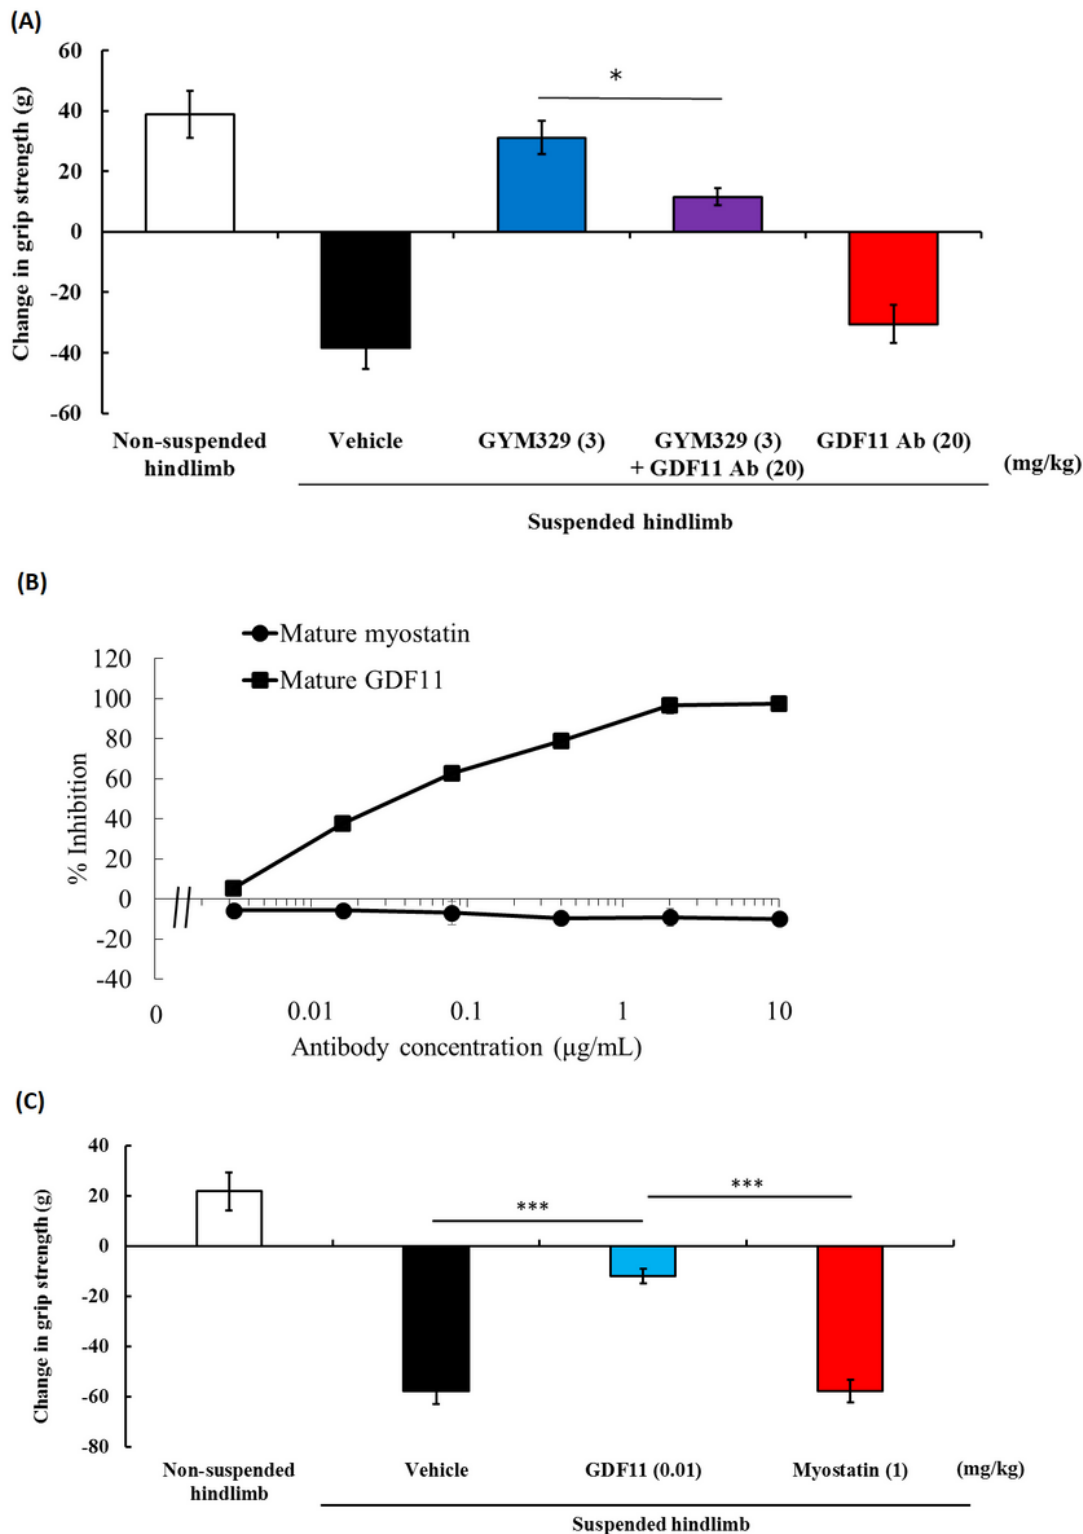 (A)
60
40
20
0
-20
-40
-60
Change in grip strength (g)
*
Non-suspended
hindlimb
Vehicle
GYM329 (3)
GYM329 (3)
+ GDF11 Ab (20)
GDF11 Ab (20)
(mg/kg)
Suspended hindlimb
(B)
Mature myostatin
Mature GDF11
120
100
80
60
40
20
0
-20
-40
% Inhibition
0
0.01
0.1
1
10
Antibody concentration (μg/mL)
(C)
40
20
0
-20
-40
-60
-80
Change in grip strength (g)
***
***
Non-suspended
hindlimb
Vehicle
GDF11 (0.01)
Myostatin (1)
(mg/kg)
Suspended hindlimb